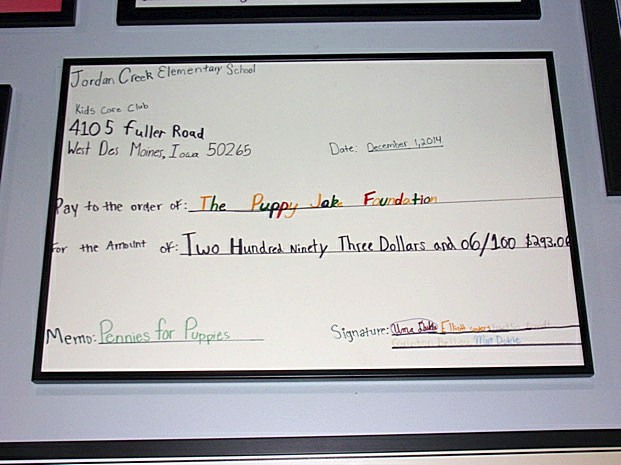 Jordan Creek Elementary School
Kids Care Club
4105 Fuller Road
West Des Moines, Iowa 50265
Date: December 1, 2014
Pay to the order of: The Puppy Jake Foundation
For the Amount of: Two Hundred Ninety Three Dollars and 06/100 $293.06
Memo: Pennies for Puppies
Signature: